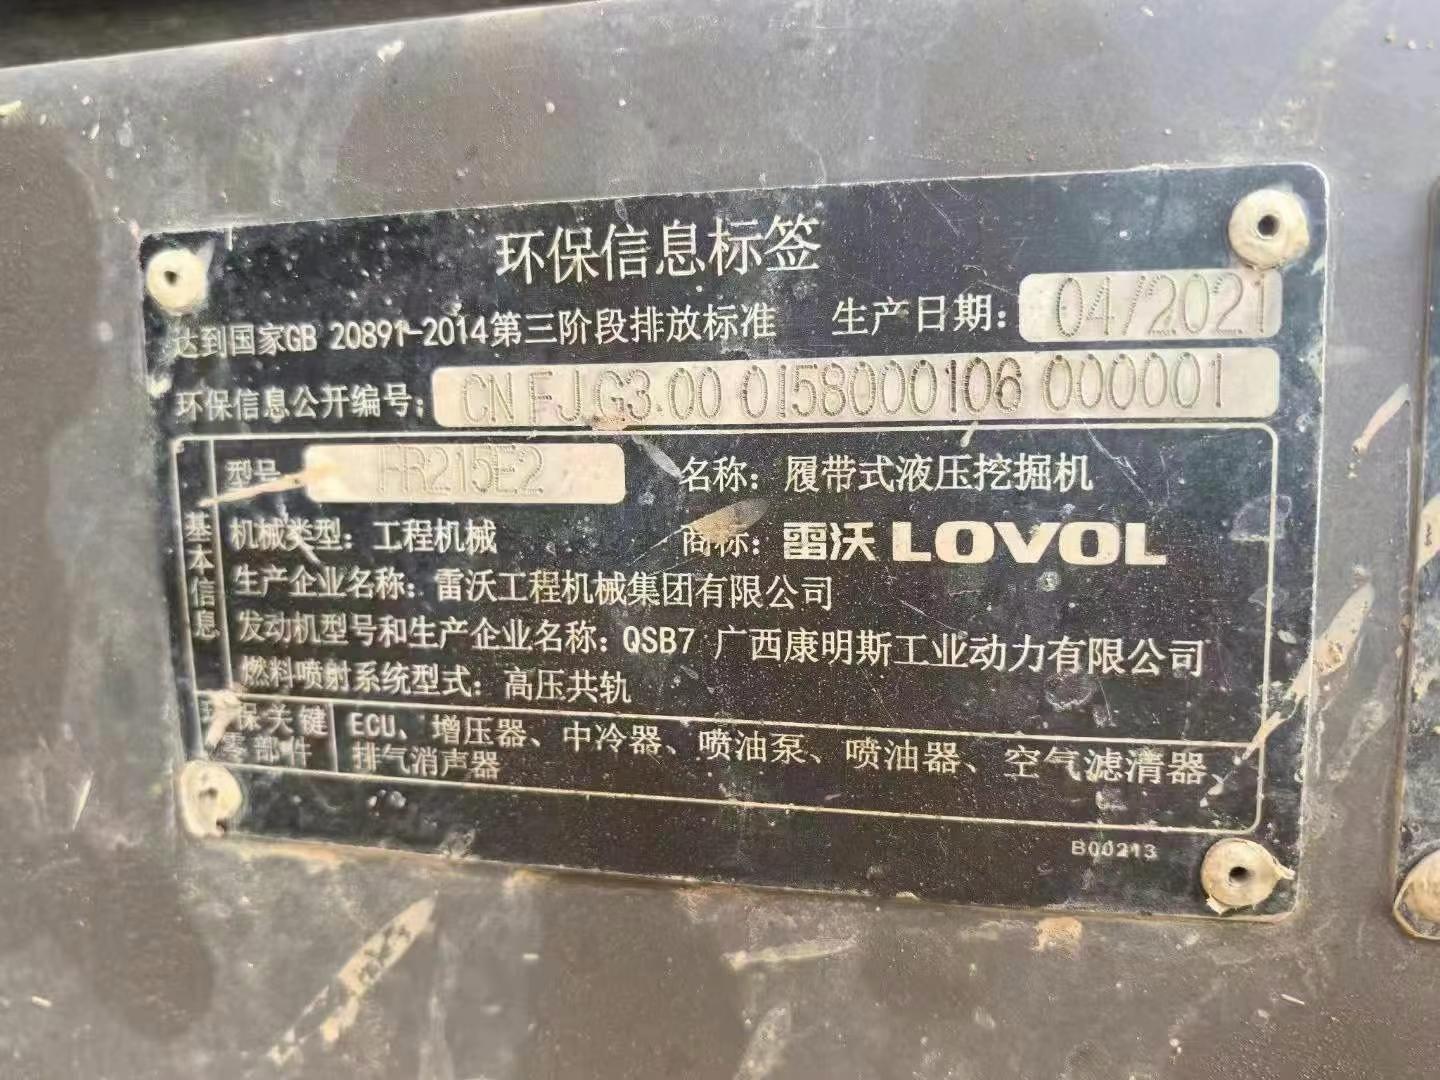 环保信息标签
达到国家GB 20891-2014第三阶段排放标准 生产日期: 04/2021
环保信息公开编号: CN FJ G3 00 0158000106 000001
基本信息
型号 FR215E2 名称: 履带式液压挖掘机
机械类型: 工程机械 商标: 雷沃 LOVOL
生产企业名称: 雷沃工程机械集团有限公司
发动机型号和生产企业名称: QSB7 广西康明斯工业动力有限公司
燃料喷射系统型式: 高压共轨
环保关键 ECU、增压器、中冷器、喷油泵、喷油器、空气滤清器、
零部件 排气消声器
B00213